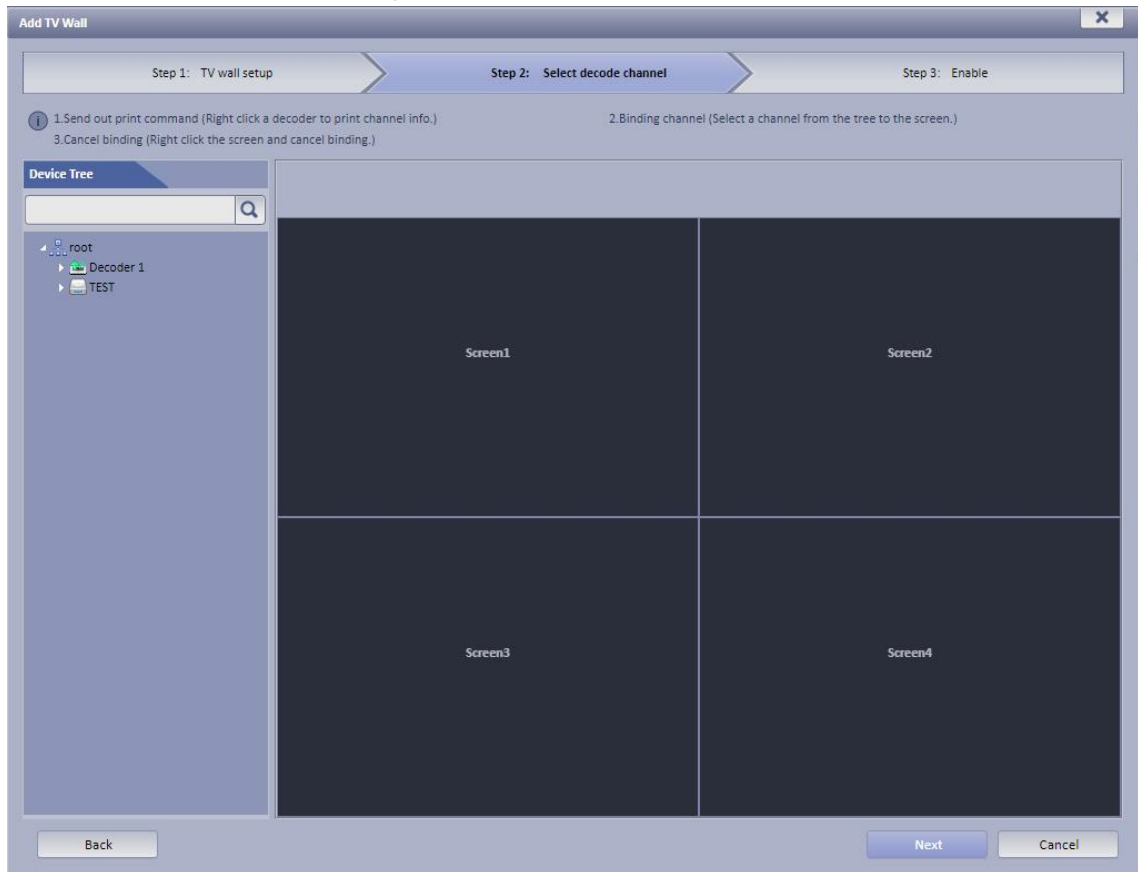 Add TV Wall
Step 1: TV wall setup
Step 2: Select decode channel
Step 3: Enable
1.Send out print command (Right click a decoder to print channel info.)
2.Binding channel (Select a channel from the tree to the screen.)
3.Cancel binding (Right click the screen and cancel binding.)
Device Tree
root
Decoder 1
TEST
Screen1
Screen2
Screen3
Screen4
Back
Next
Cancel